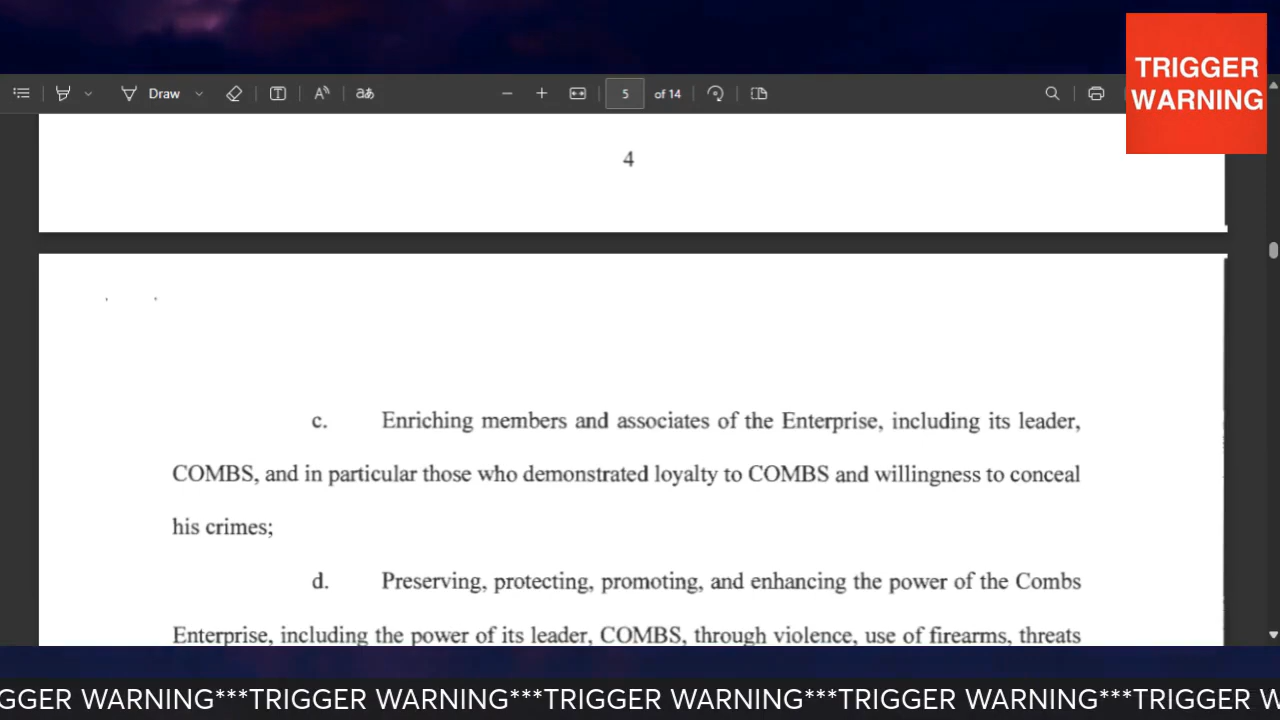 TRIGGER
WARNING
Draw
5 of 14
4
c. Enriching members and associates of the Enterprise, including its leader,
COMBS, and in particular those who demonstrated loyalty to COMBS and willingness to conceal
his crimes;
d. Preserving, protecting, promoting, and enhancing the power of the Combs
Enterprise, including the power of its leader, COMBS, through violence, use of firearms, threats
GGER WARNING***TRIGGER WARNING***TRIGGER WARNING***TRIGGER WARNING***TRIGGER W